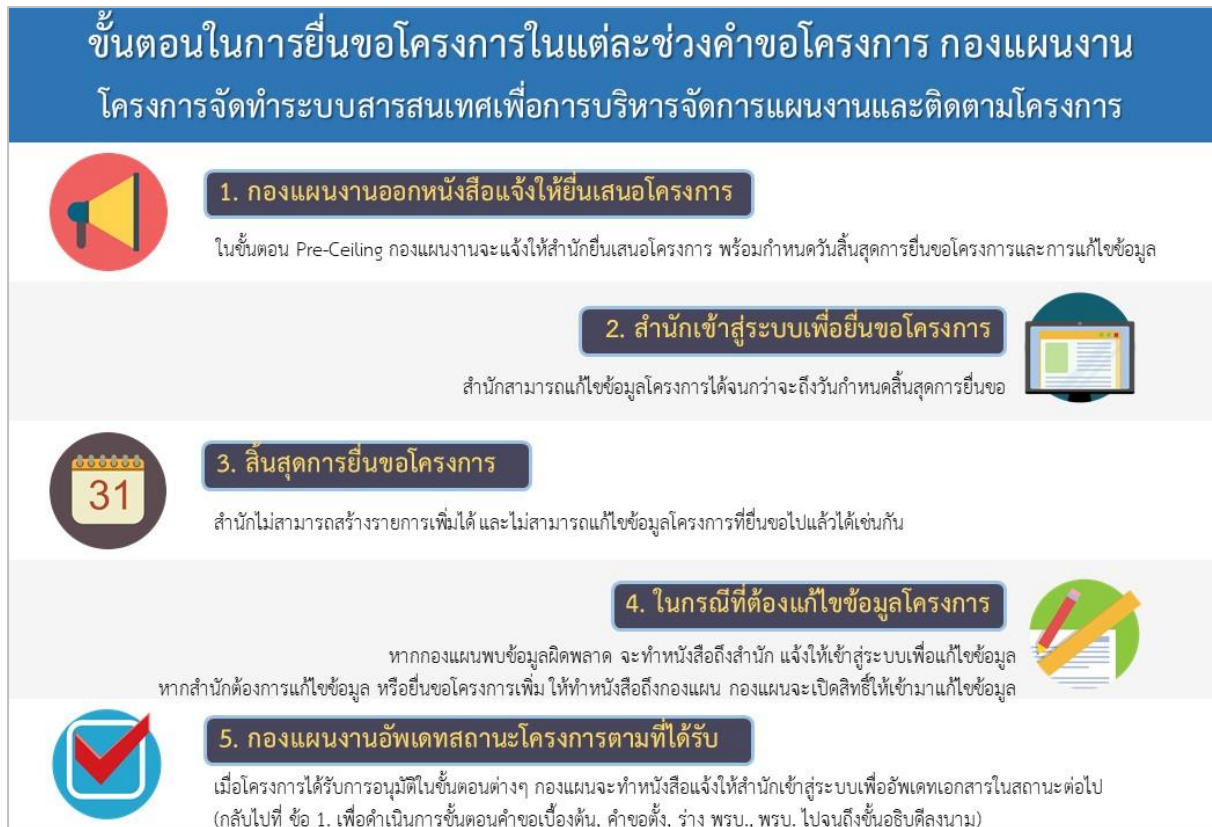 ขั้นตอนในการยื่นขอโครงการในแต่ละช่วงคำขอโครงการ กองแผนงาน
โครงการจัดทำระบบสารสนเทศเพื่อการบริหารจัดการแผนงานและติดตามโครงการ
1. กองแผนงานออกหนังสือแจ้งให้ยื่นเสนอโครงการ
ในขั้นตอน Pre-Ceiling กองแผนงานจะแจ้งให้สำนักยื่นเสนอโครงการ พร้อมกำหนดวันสิ้นสุดการยื่นขอโครงการและการแก้ไขข้อมูล
2. สำนักเข้าสู่ระบบเพื่อยื่นขอโครงการ
สำนักสามารถแก้ไขข้อมูลโครงการได้จนกว่าจะถึงวันกำหนดสิ้นสุดการยื่นขอ
31
3. สิ้นสุดการยื่นขอโครงการ
สำนักไม่สามารถสร้างรายการเพิ่มได้ และไม่สามารถแก้ไขข้อมูลโครงการที่ยื่นขอไปแล้วได้เช่นกัน
4. ในกรณีที่ต้องแก้ไขข้อมูลโครงการ
หากกองแผนพบข้อมูลผิดพลาด จะทำหนังสือถึงสำนัก แจ้งให้เข้าสู่ระบบเพื่อแก้ไขข้อมูล
หากสำนักต้องการแก้ไขข้อมูล หรือยื่นขอโครงการเพิ่ม ให้ทำหนังสือถึงกองแผน กองแผนจะเปิดสิทธิ์ให้เข้ามาแก้ไขข้อมูล
5. กองแผนงานอัพเดทสถานะโครงการตามที่ได้รับ
เมื่อโครงการได้รับการอนุมัติในขั้นตอนต่างๆ กองแผนจะทำหนังสือแจ้งให้สำนักเข้าสู่ระบบเพื่ออัพเดทเอกสารในสถานะต่อไป
(กลับไปที่ ข้อ 1. เพื่อดำเนินการขั้นตอนคำขอเบื้องต้น, คำขอตั้ง, ร่าง พรบ., พรบ. ไปจนถึงขั้นอธิบดีลงนาม)